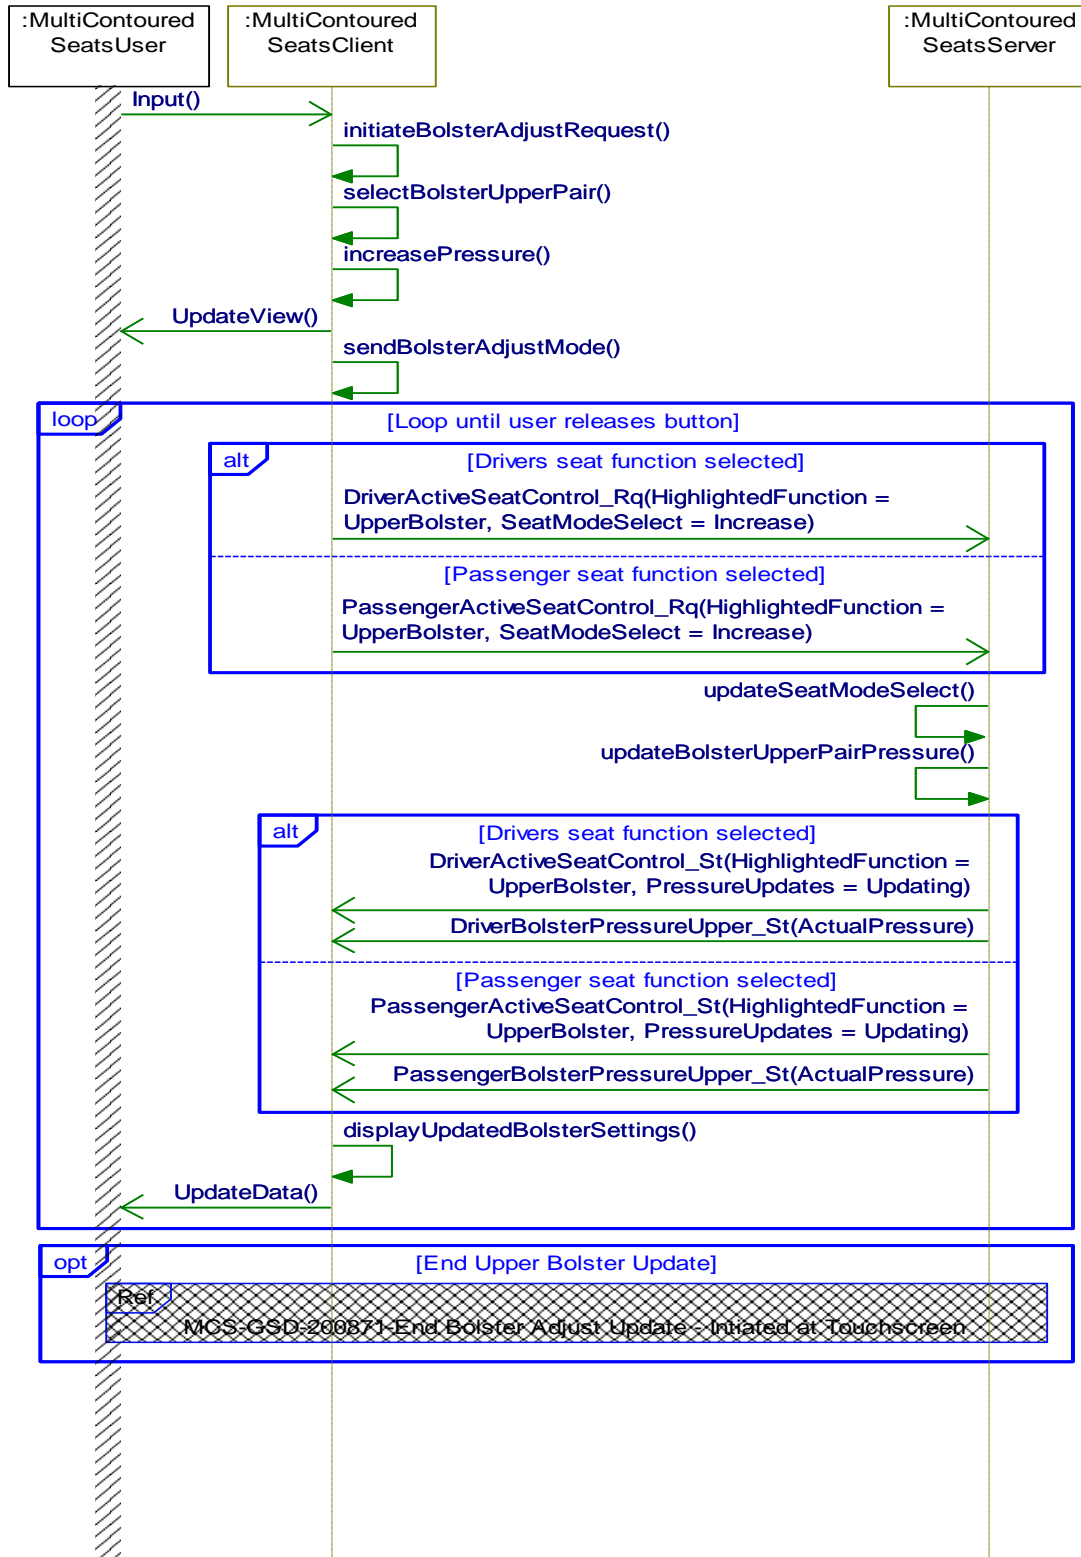 :MultiContoured
SeatsUser
:MultiContoured
SeatsClient
:MultiContoured
SeatsServer
Input()
initiateBolsterAdjustRequest()
selectBolsterUpperPair()
increasePressure()
UpdateView()
sendBolsterAdjustMode()
loop
[Loop until user releases button]
alt
[Drivers seat function selected]
DriverActiveSeatControl_Rq(HighlightedFunction =
UpperBolster, SeatModeSelect = Increase)
[Passenger seat function selected]
PassengerActiveSeatControl_Rq(HighlightedFunction =
UpperBolster, SeatModeSelect = Increase)
updateSeatModeSelect()
updateBolsterUpperPairPressure()
alt
[Drivers seat function selected]
DriverActiveSeatControl_St(HighlightedFunction =
UpperBolster, PressureUpdates = Updating)
DriverBolsterPressureUpper_St(ActualPressure)
[Passenger seat function selected]
PassengerActiveSeatControl_St(HighlightedFunction =
UpperBolster, PressureUpdates = Updating)
PassengerBolsterPressureUpper_St(ActualPressure)
displayUpdatedBolsterSettings()
UpdateData()
opt
[End Upper Bolster Update]
Ref
MCS-GSD-200871-End Bolster Adjust Update - Intiated at Touchscreen